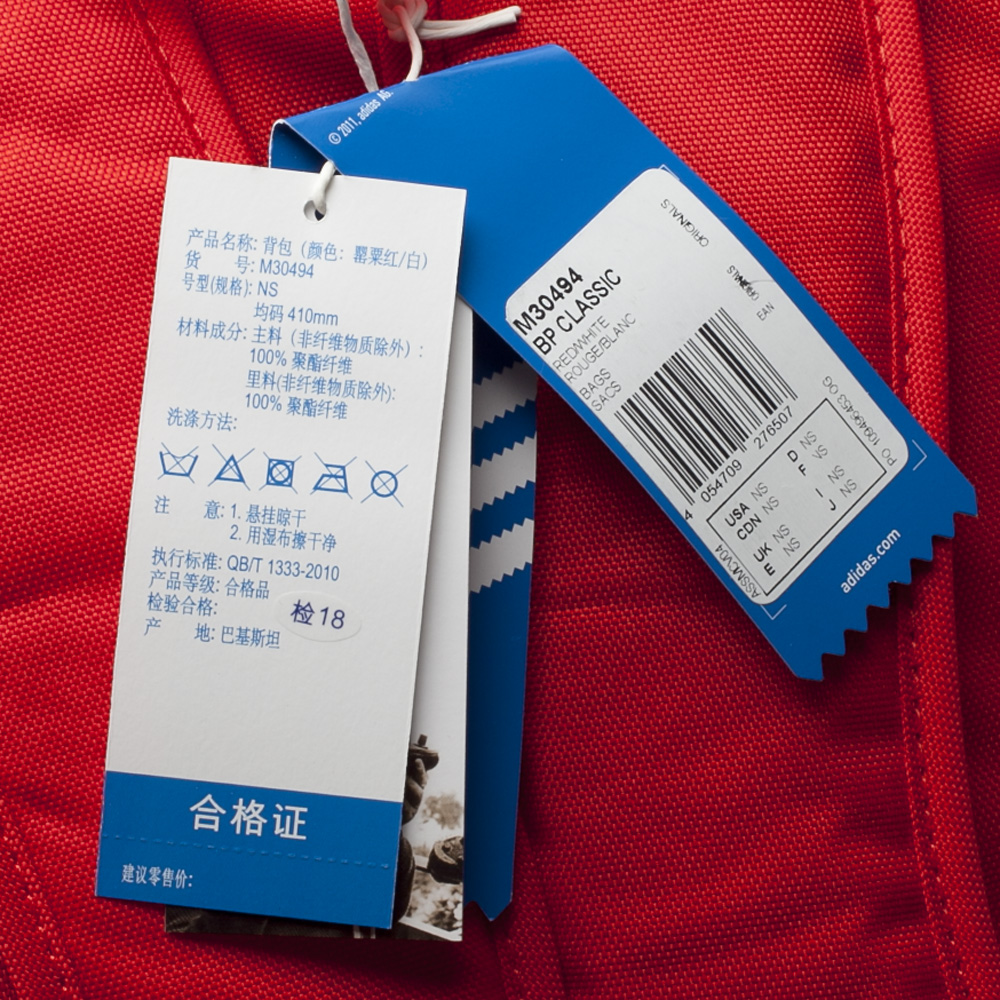 产品名称: 背包（颜色: 罂粟红/白）
货 号: M30494
号型(规格): NS
均码 410mm
材料成分: 主料（非纤维物质除外）:
100% 聚酯纤维
里料(非纤维物质除外):
100% 聚酯纤维
洗涤方法:
注 意: 1. 悬挂晾干
2. 用湿布擦干净
执行标准: QB/T 1333-2010
产品等级: 合格品
检验合格:
检18
产 地: 巴基斯坦
合格证
建议零售价:
© 2011, adidas AG.
ORIGINALS
M30494
BP CLASSIC
RED/WHITE
ROUGE/BLANC
BAGS
SACS
EAN
4 054709 276507
USA NS D NS
CDN NS F VS
UK NS I NS
E NS J NS
PO 109496453 OG
adidas.com